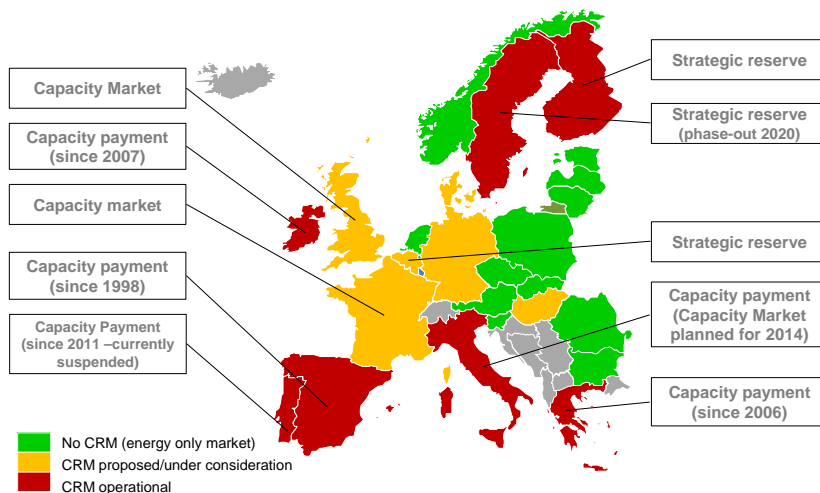 Capacity Market
Capacity payment
(since 2007)
Capacity market
Capacity payment
(since 1998)
Capacity Payment
(since 2011 –currently
suspended)
Strategic reserve
Strategic reserve
(phase-out 2020)
Strategic reserve
Capacity payment
(Capacity Market
planned for 2014)
Capacity payment
(since 2006)
No CRM (energy only market)
CRM proposed/under consideration
CRM operational